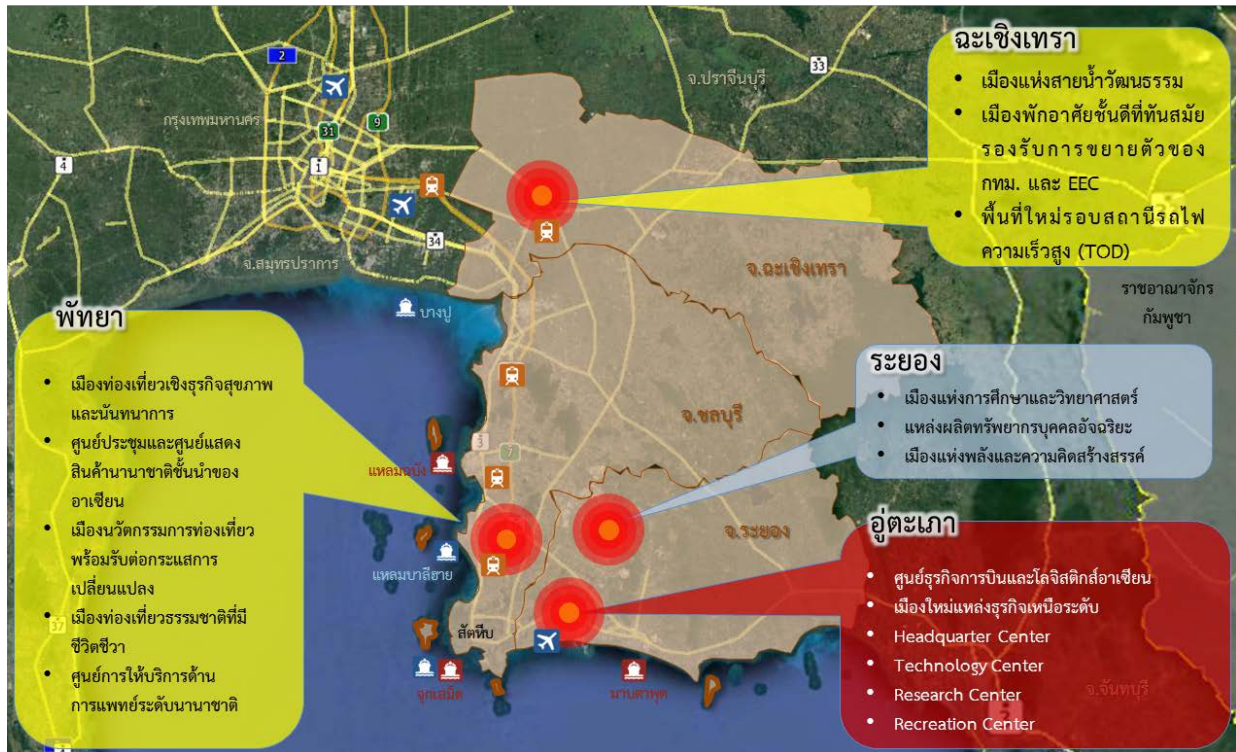 ฉะเชิงเทรา
• เมืองแห่งสายน้ำวัฒนธรรม
• เมืองพักอาศัยชั้นดีที่ทันสมัย
รองรับการขยายตัวของ
กทม. และ EEC
• พื้นที่ใหม่รอบสถานีรถไฟ
ความเร็วสูง (TOD)
2
33
จ.ปราจีนบุรี
กรุงเทพมหานคร
9
31
4
1
34
จ.สมุทรปราการ
จ.ฉะเชิงเทรา
ราชอาณาจักร
กัมพูชา
บางปู
พัทยา
• เมืองท่องเที่ยวเชิงธุรกิจสุขภาพ
และนันทนาการ
• ศูนย์ประชุมและศูนย์แสดง
สินค้านานาชาติชั้นนำของ
อาเซียน
• เมืองนวัตกรรมการท่องเที่ยว
พร้อมรับต่อกระแสการ
เปลี่ยนแปลง
• เมืองท่องเที่ยวธรรมชาติที่มี
ชีวิตชีวา
• ศูนย์การให้บริการด้าน
การแพทย์ระดับนานาชาติ
37
ระยอง
• เมืองแห่งการศึกษาและวิทยาศาสตร์
• แหล่งผลิตทรัพยากรบุคคลอัจฉริยะ
• เมืองแห่งพลังและความคิดสร้างสรรค์
จ.ชลบุรี
3
7
แหลมฉบัง
จ.ระยอง
แหลมบาลีฮาย
อู่ตะเภา
• ศูนย์ธุรกิจการบินและโลจิสติกส์อาเซียน
• เมืองใหม่แหล่งธุรกิจเหนือระดับ
• Headquarter Center
• Technology Center
• Research Center
• Recreation Center
สัตหีบ
จุกเสม็ด
มาบตาพุด
จ.จันทบุรี
2